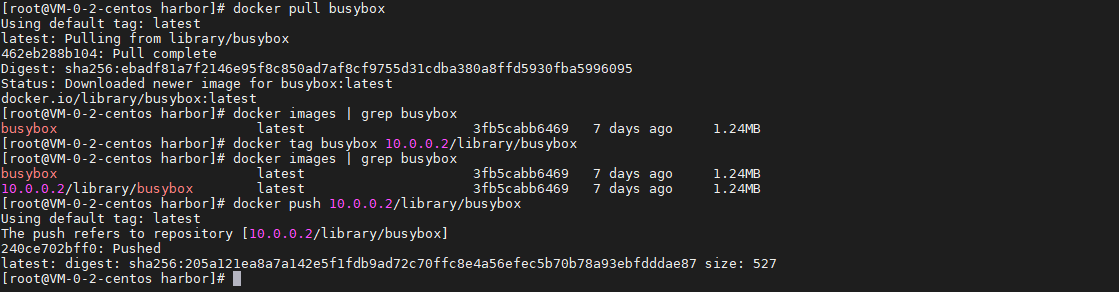 [root@VM-0-2-centos harbor]# docker pull busybox
Using default tag: latest
latest: Pulling from library/busybox
462eb288b104: Pull complete
Digest: sha256:ebadf81a7f2146e95f8c850ad7af8cf9755d31cdba380a8ffd5930fba5996095
Status: Downloaded newer image for busybox:latest
docker.io/library/busybox:latest
[root@VM-0-2-centos harbor]# docker images | grep busybox
busybox latest 3fb5cabb6469 7 days ago 1.24MB
[root@VM-0-2-centos harbor]# docker tag busybox 10.0.0.2/library/busybox
[root@VM-0-2-centos harbor]# docker images | grep busybox
busybox latest 3fb5cabb6469 7 days ago 1.24MB
10.0.0.2/library/busybox latest 3fb5cabb6469 7 days ago 1.24MB
[root@VM-0-2-centos harbor]# docker push 10.0.0.2/library/busybox
Using default tag: latest
The push refers to repository [10.0.0.2/library/busybox]
240ce702bff0: Pushed
latest: digest: sha256:205a121ea8a7a142e5f1fdb9ad72c70ffc8e4a56efec5b70b78a93ebfdddae87 size: 527
[root@VM-0-2-centos harbor]#